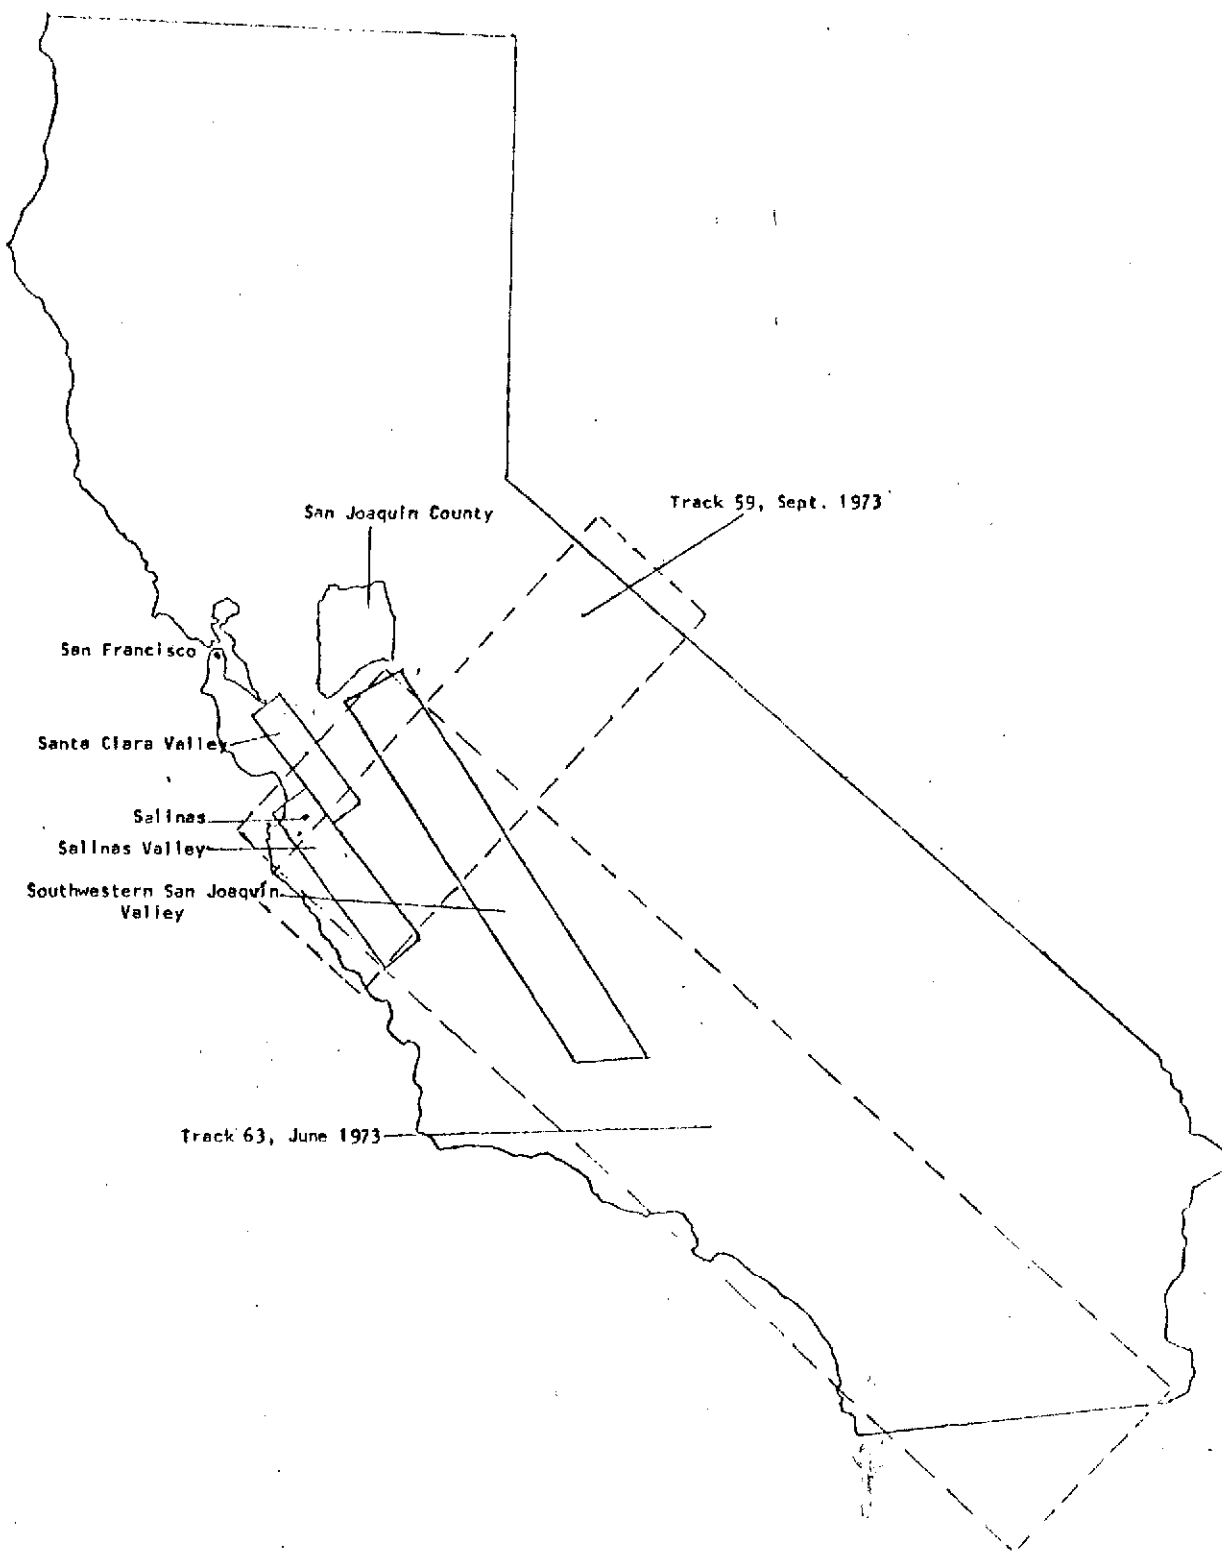 San Joaquin County
Track 59, Sept. 1973
San Francisco
Santa Clara Valley
Salinas
Salinas Valley
Southwestern San Joaquin
Valley
Track 63, June 1973